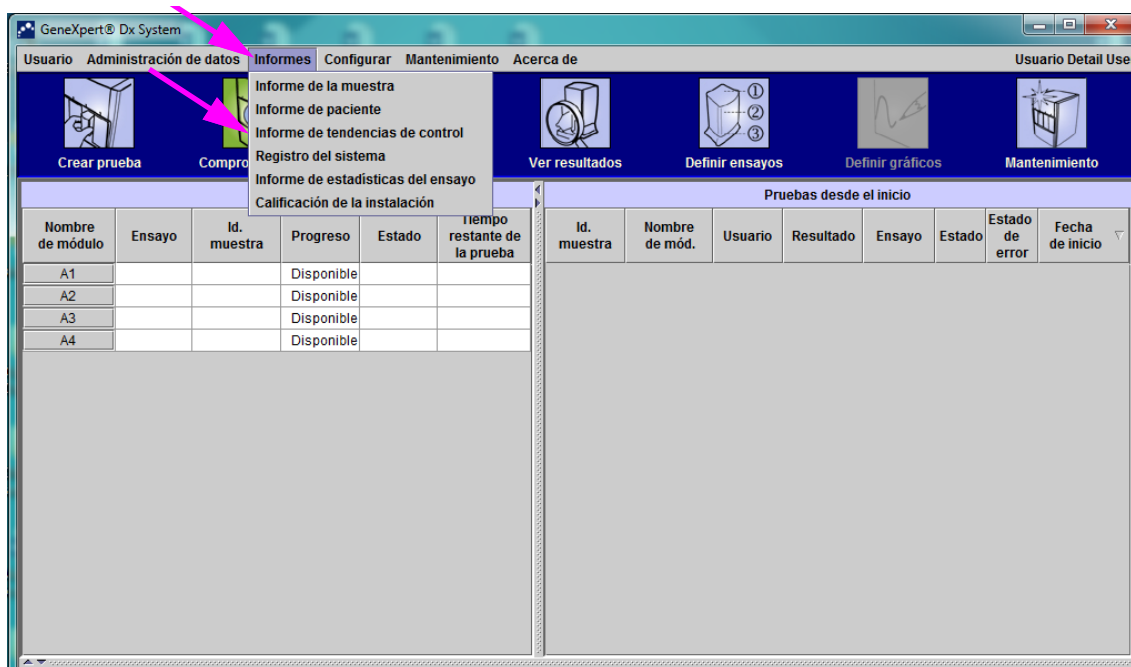 GeneXpert® Dx System
Usuario Administración de datos Informes Configurar Mantenimiento Acerca de Usuario Detail Use
Informe de la muestra
Informe de paciente
Informe de tendencias de control
Registro del sistema
Informe de estadísticas del ensayo
Calificación de la instalación
Crear prueba
Ver resultados
Definir ensayos
Definir gráficos
Mantenimiento
Pruebas desde el inicio
Nombre de módulo Ensayo Id. muestra Progreso Estado Tiempo restante de la prueba
Id. muestra Nombre de mód. Usuario Resultado Ensayo Estado Estado de error Fecha de inicio
A1 Disponible
A2 Disponible
A3 Disponible
A4 Disponible